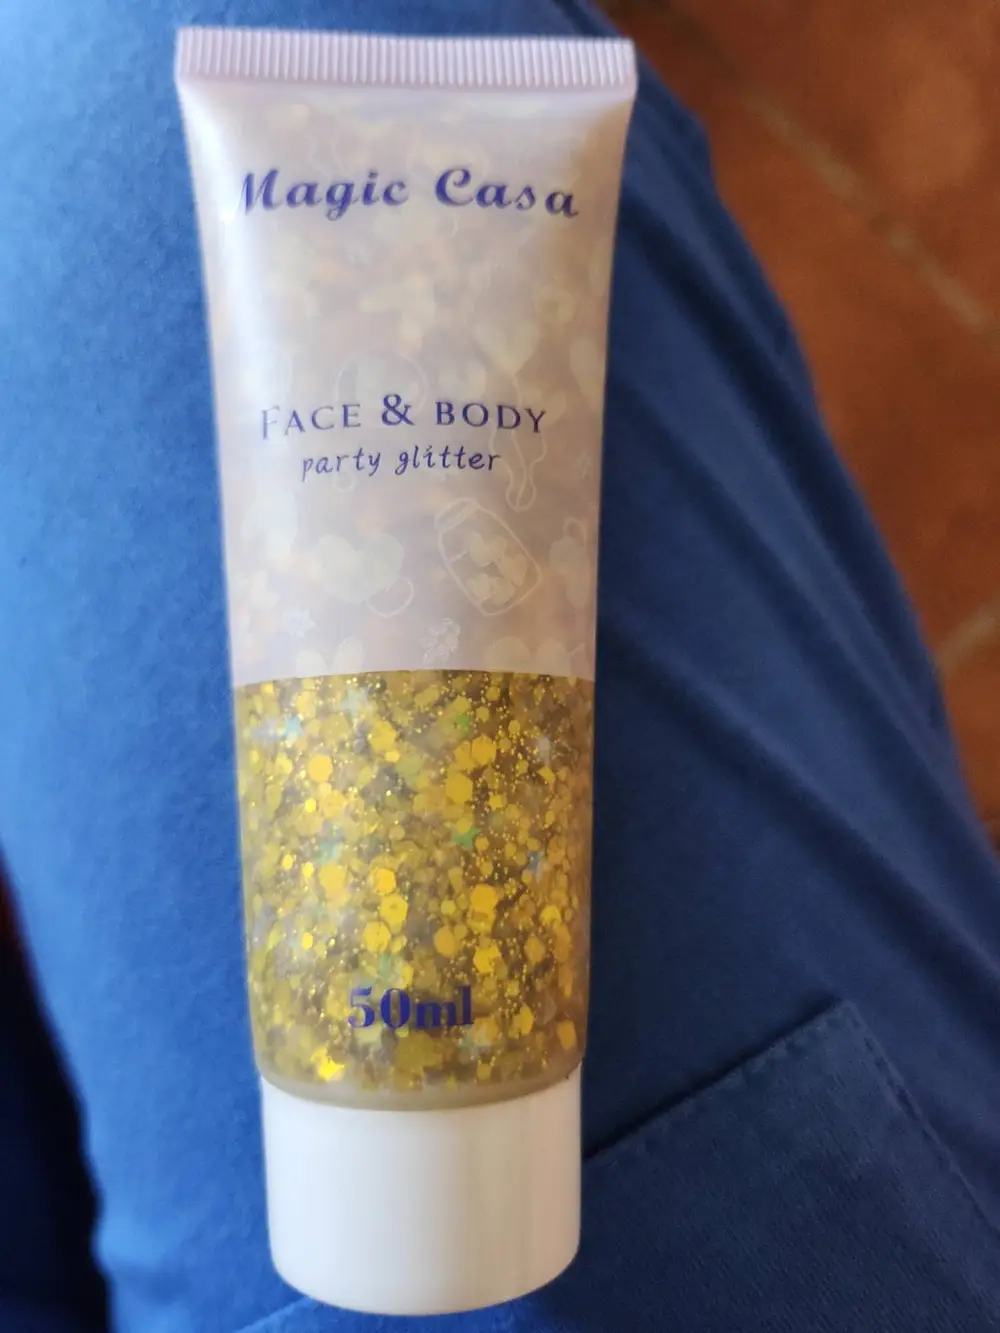 Magic Casa
FACE & BODY
party glitter
50ml